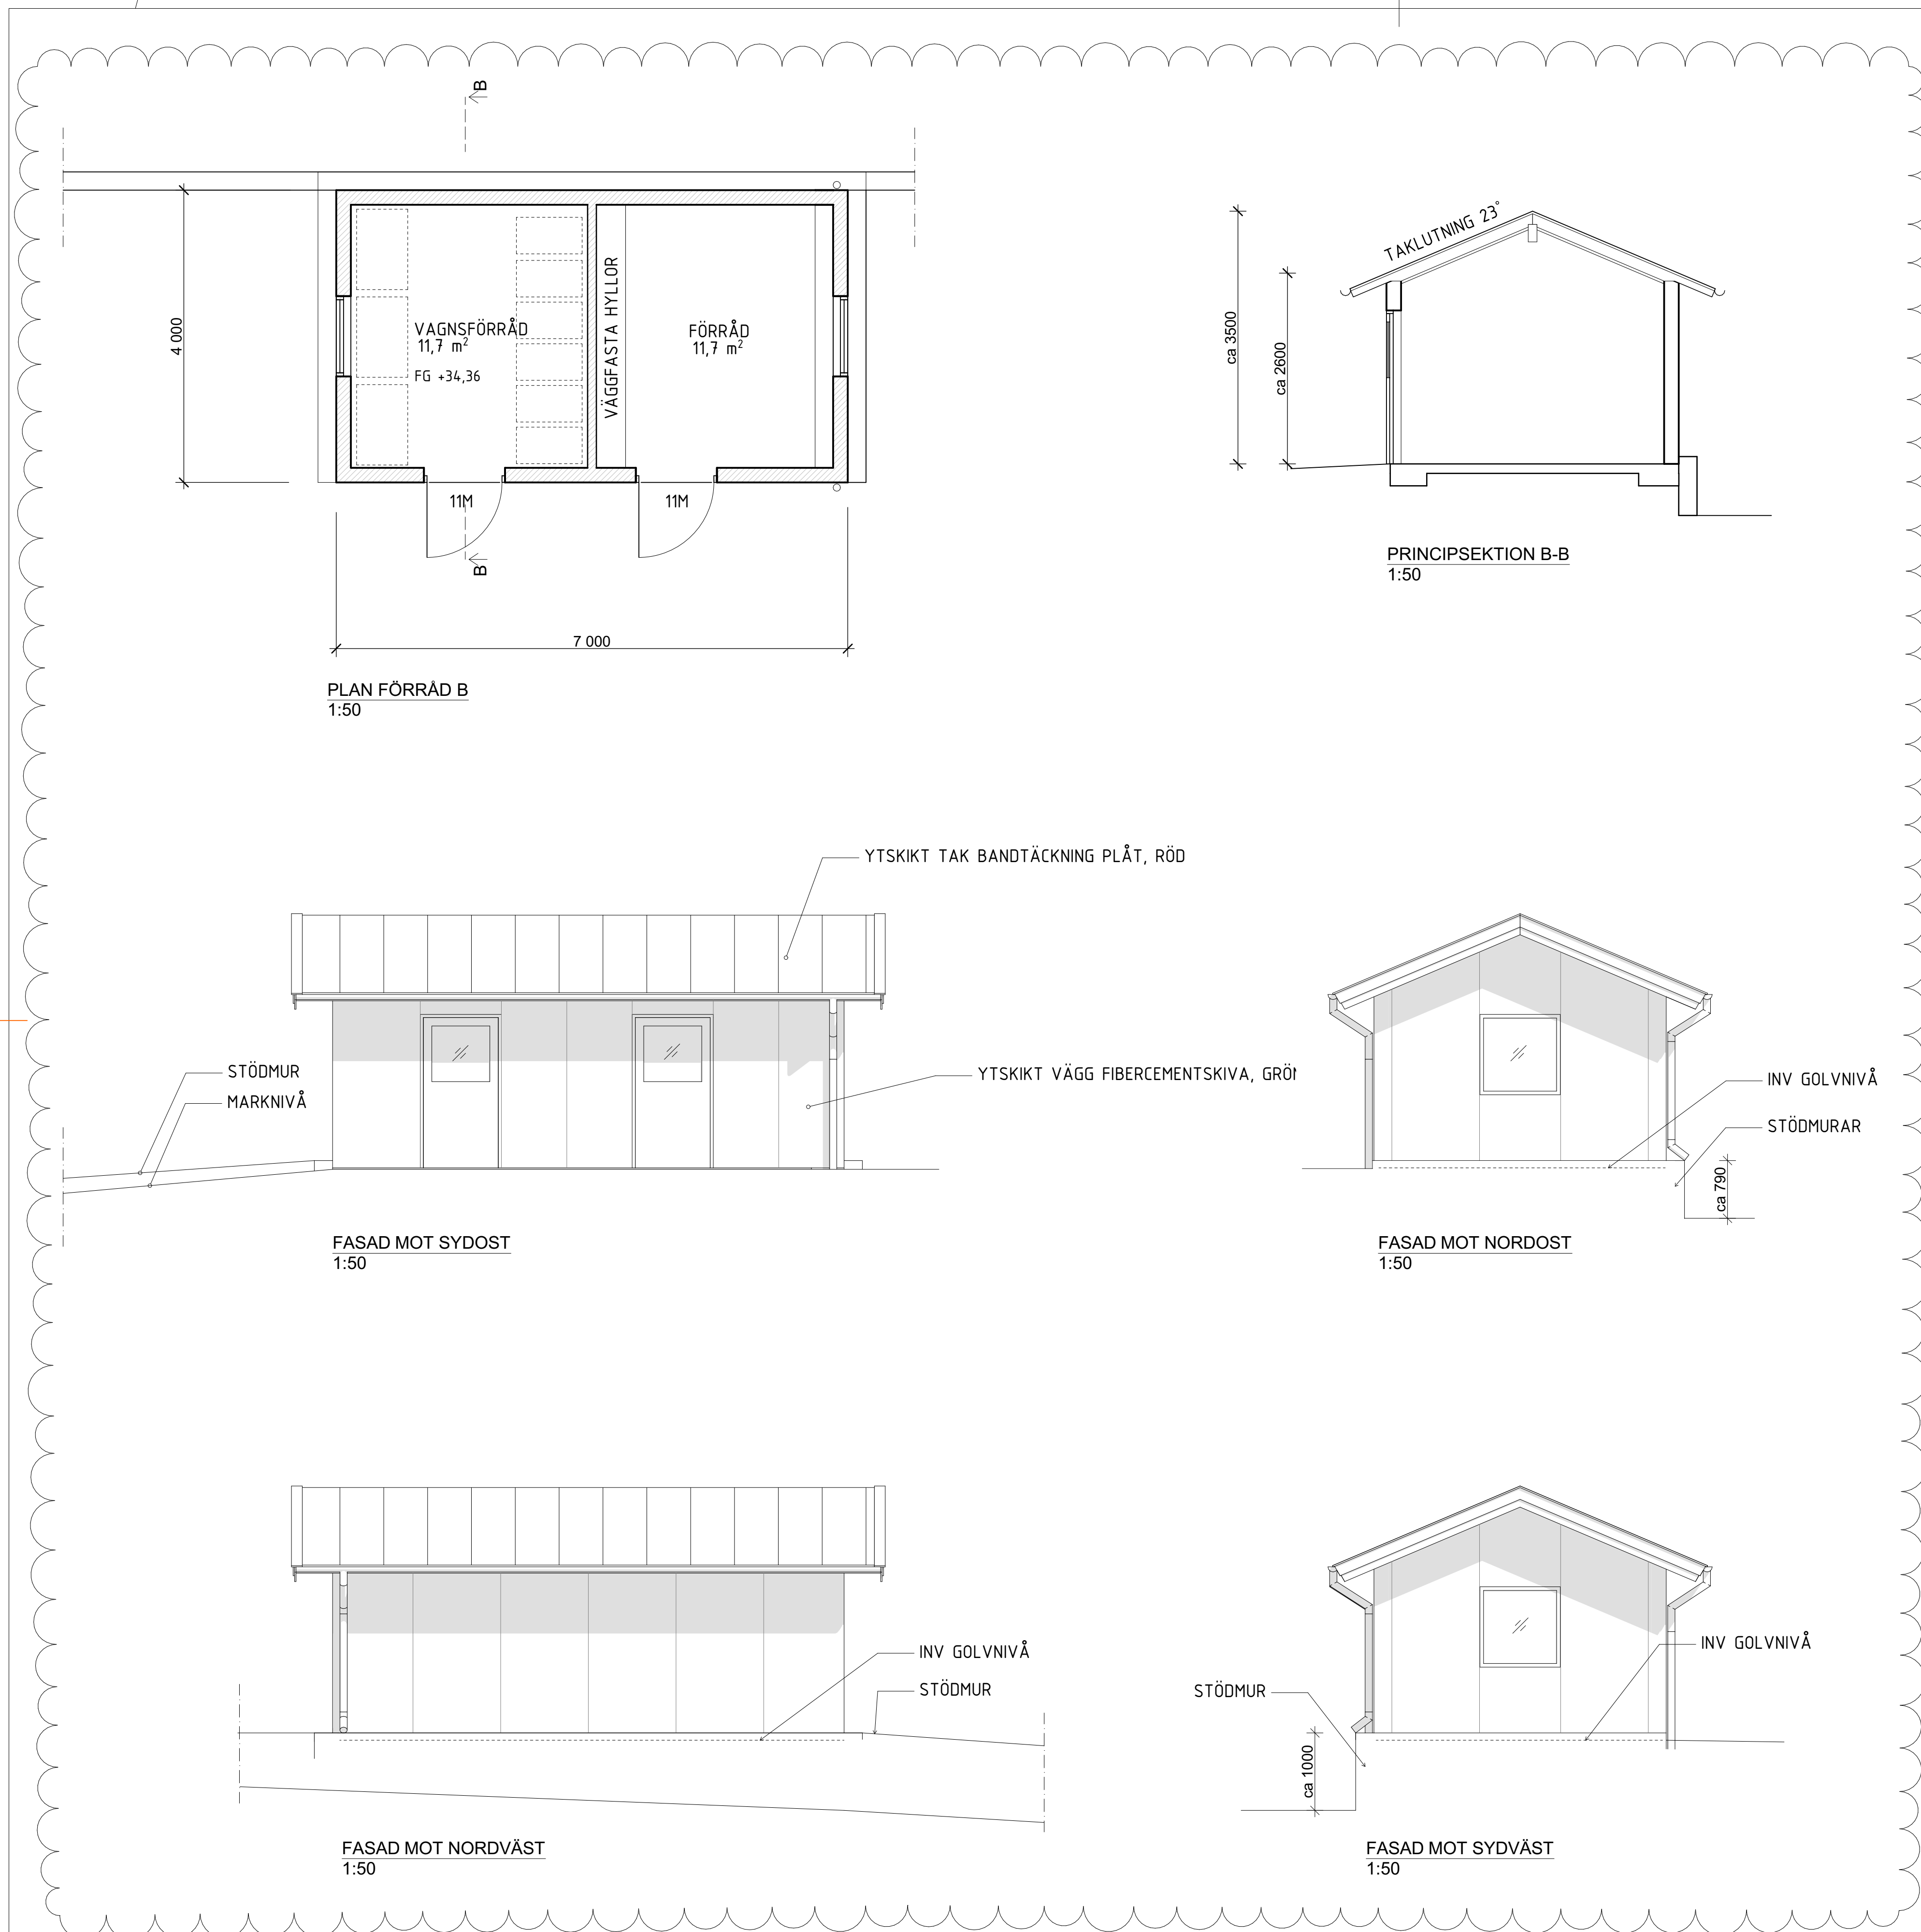 B
4 000
VAGNSFÖRRÅD
11,7 m²
FG +34,36
VÄGGFASTA HYLLOR
FÖRRÅD
11,7 m²
11M
11M
B
7 000
PLAN FÖRRÅD B
1:50
TAKLUTNING 23°
ca 3500
ca 2600
PRINCIPSEKTION B-B
1:50
YTSKIKT TAK BANDTÄCKNING PLÅT, RÖD
YTSKIKT VÄGG FIBERCEMENTSKIVA, GRÖN
STÖDMUR
MARKNIVÅ
FASAD MOT SYDOST
1:50
INV GOLVNIVÅ
STÖDMURAR
ca 790
FASAD MOT NORDOST
1:50
INV GOLVNIVÅ
STÖDMUR
FASAD MOT NORDVÄST
1:50
INV GOLVNIVÅ
STÖDMUR
ca 1000
FASAD MOT SYDVÄST
1:50